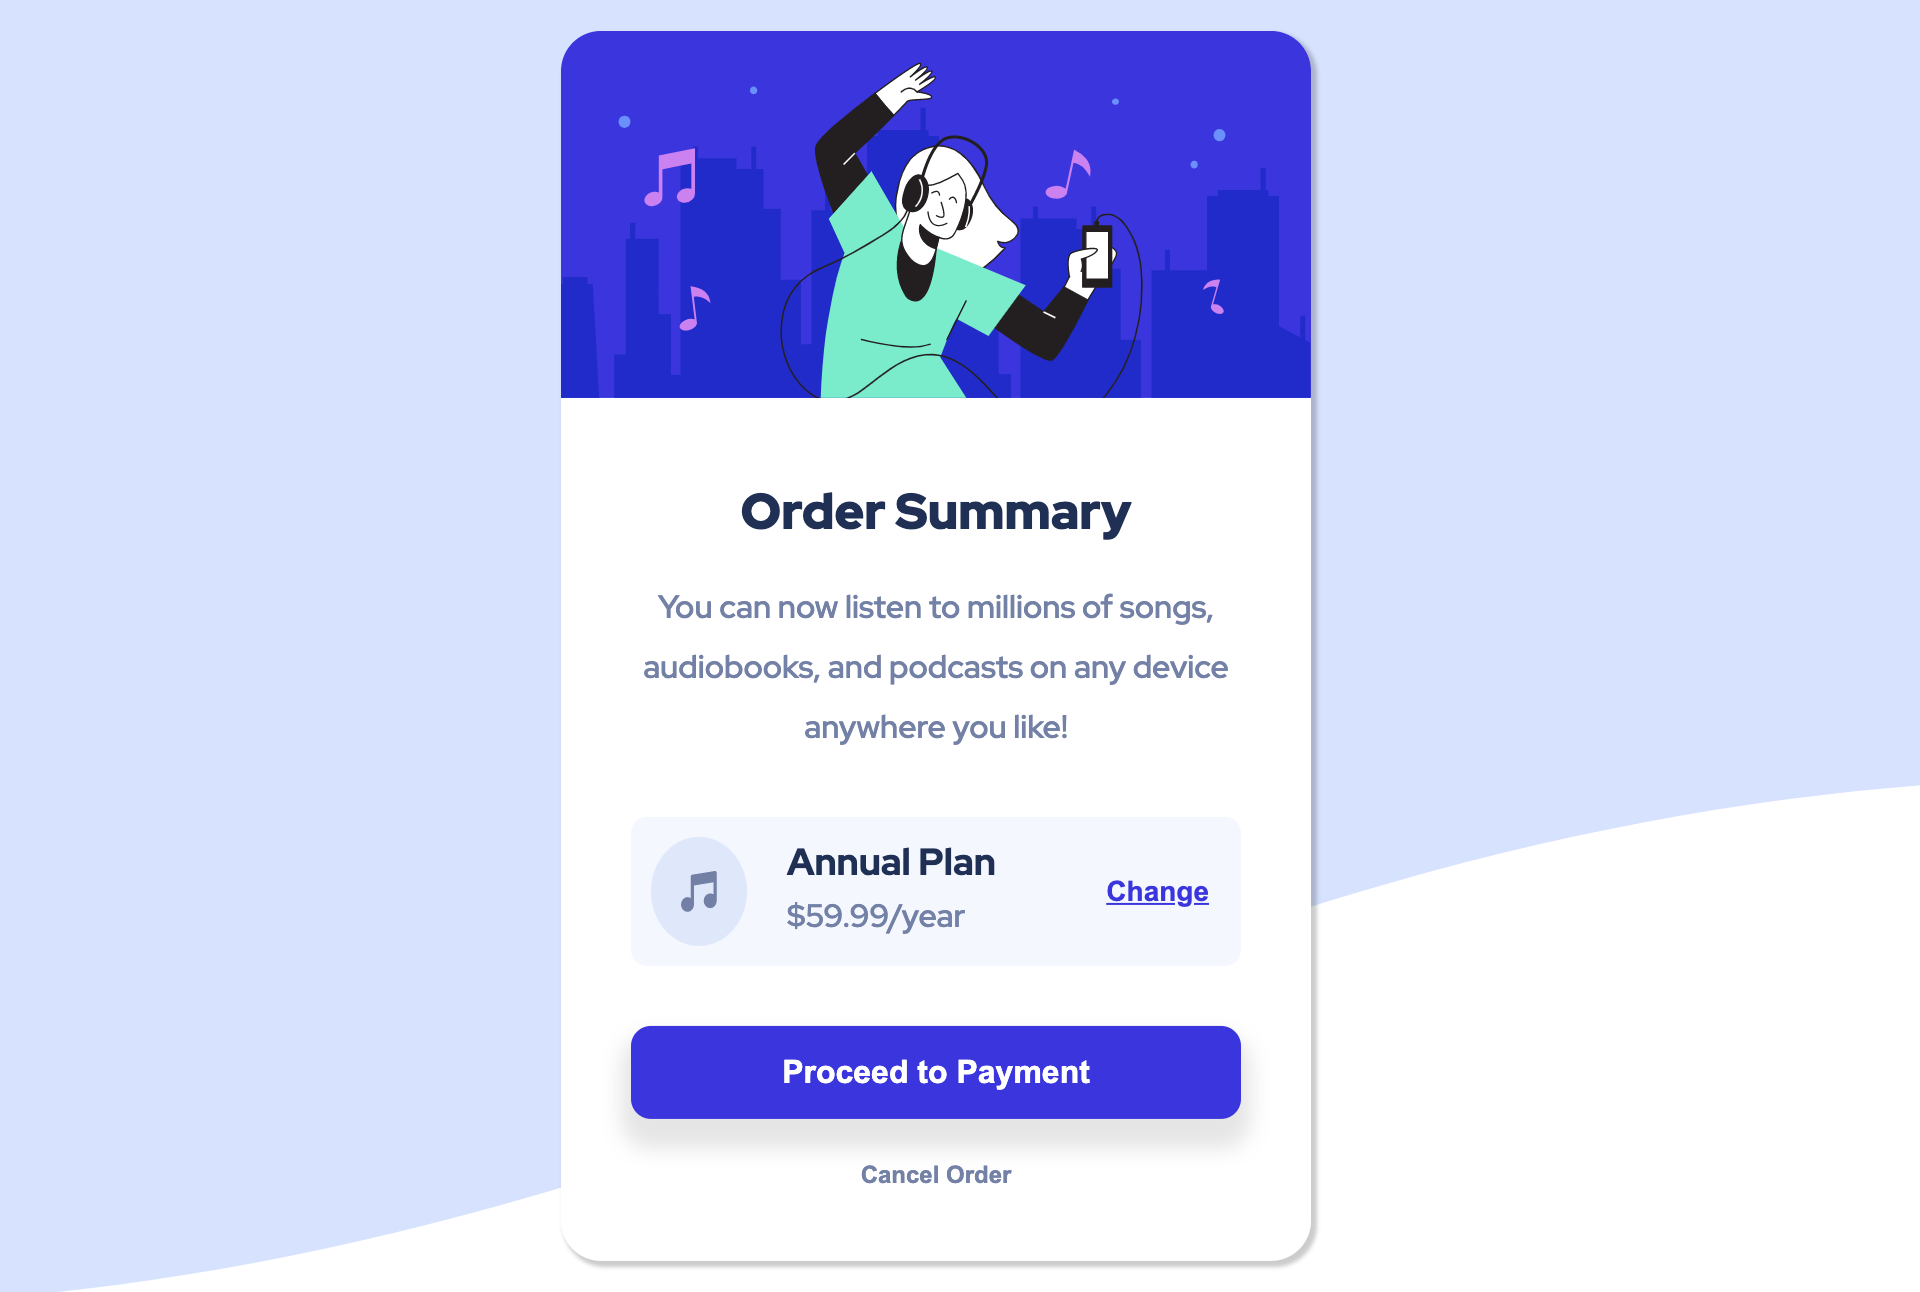 Order Summary
You can now listen to millions of songs,
audiobooks, and podcasts on any device
anywhere you like!
Annual Plan
$59.99/year
Change
Proceed to Payment
Cancel Order